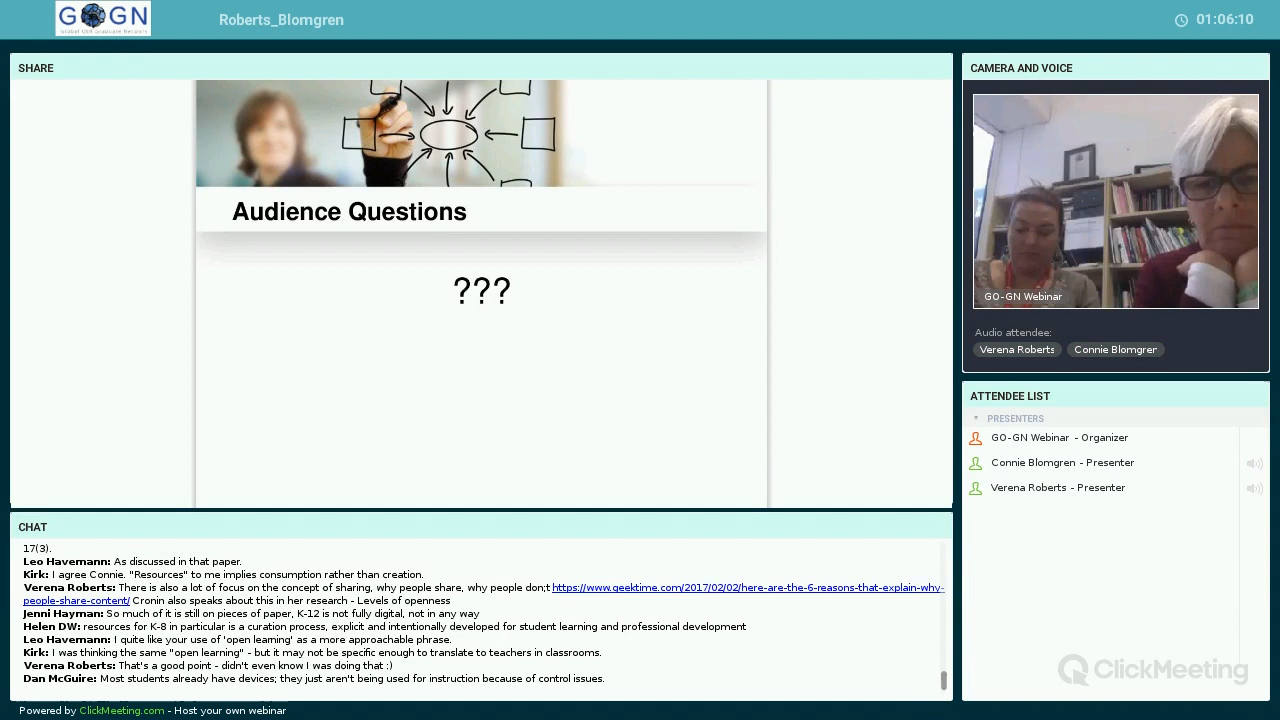 GO-GN
Global OER Graduate Network
Roberts_Blomgren
01:06:10
SHARE
Audience Questions
???
CAMERA AND VOICE
GO-GN Webinar
Audio attendee:
Verena Roberts
Connie Blomgren
ATTENDEE LIST
PRESENTERS
GO-GN Webinar - Organizer
Connie Blomgren - Presenter
Verena Roberts - Presenter
CHAT
17(3).
Leo Havemann: As discussed in that paper.
Kirk: I agree Connie. "Resources" to me implies consumption rather than creation.
Verena Roberts: There is also a lot of focus on the concept of sharing, why people share, why people don;t https://www.geektime.com/2017/02/02/here-are-the-6-reasons-that-explain-why-
people-share-content/ Cronin also speaks about this in her research - Levels of openness
Jenni Hayman: So much of it is still on pieces of paper, K-12 is not fully digital, not in any way
Helen DW: resources for K-8 in particular is a curation process, explicit and intentionally developed for student learning and professional development
Leo Havemann: I quite like your use of 'open learning' as a more approachable phrase.
Kirk: I was thinking the same "open learning" - but it may not be specific enough to translate to teachers in classrooms.
Verena Roberts: That's a good point - didn't even know I was doing that :)
Dan McGuire: Most students already have devices; they just aren't being used for instruction because of control issues.
ClickMeeting
Powered by ClickMeeting.com - Host your own webinar